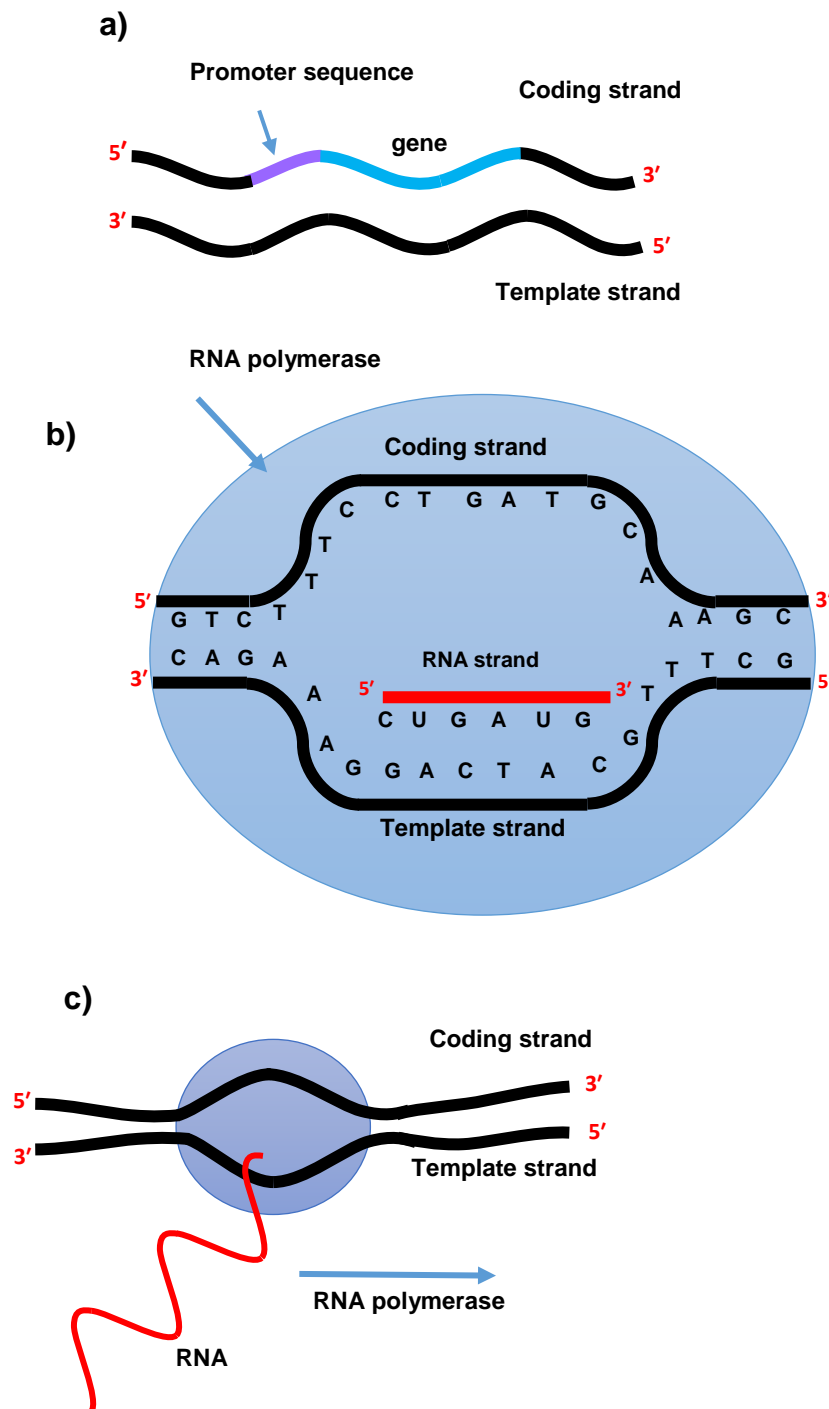 a)
Promoter sequence
Coding strand
gene
5′
3′
3′
5′
Template strand
RNA polymerase
b)
Coding strand
G T C T T T C C T G A T G C A A A G C
5′
3′
RNA strand
5′
3′
C U G A U G
3′
5
C A G A A A G G A C T A C G T T T C G
Template strand
c)
Coding strand
5′
3′
3′
5′
Template strand
RNA polymerase
RNA